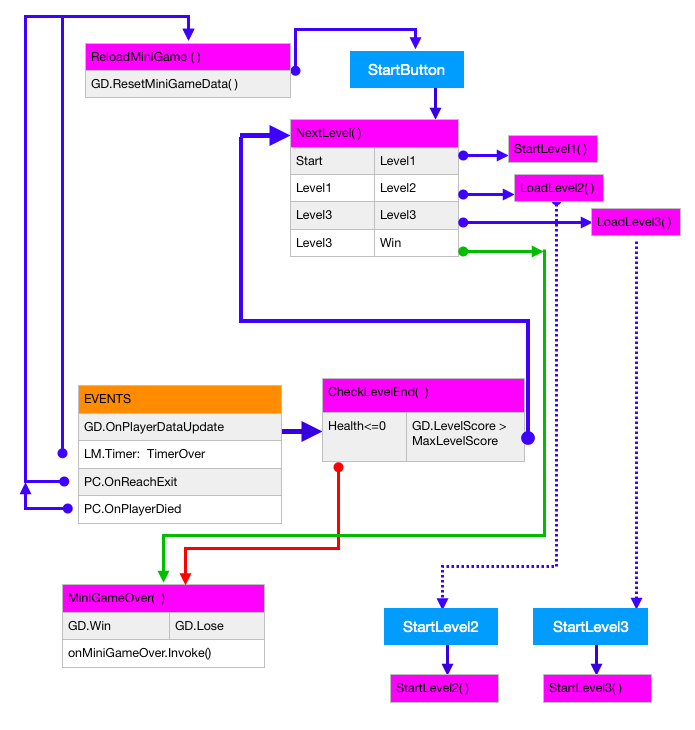 ReloadMiniGame ( )
GD.ResetMiniGameData( )
StartButton
NextLevel( )
Start Level1
Level1 Level2
Level3 Level3
Level3 Win
StartLevel1( )
LoadLevel2( )
LoadLevel3( )
EVENTS
GD.OnPlayerDataUpdate
LM.Timer: TimerOver
PC.OnReachExit
PC.OnPlayerDied
CheckLevelEnd( )
Health<=0 GD.LevelScore >
MaxLevelScore
MiniGameOver( )
GD.Win GD.Lose
onMiniGameOver.Invoke()
StartLevel2
StartLevel3
StartLevel2( )
StartLevel3( )